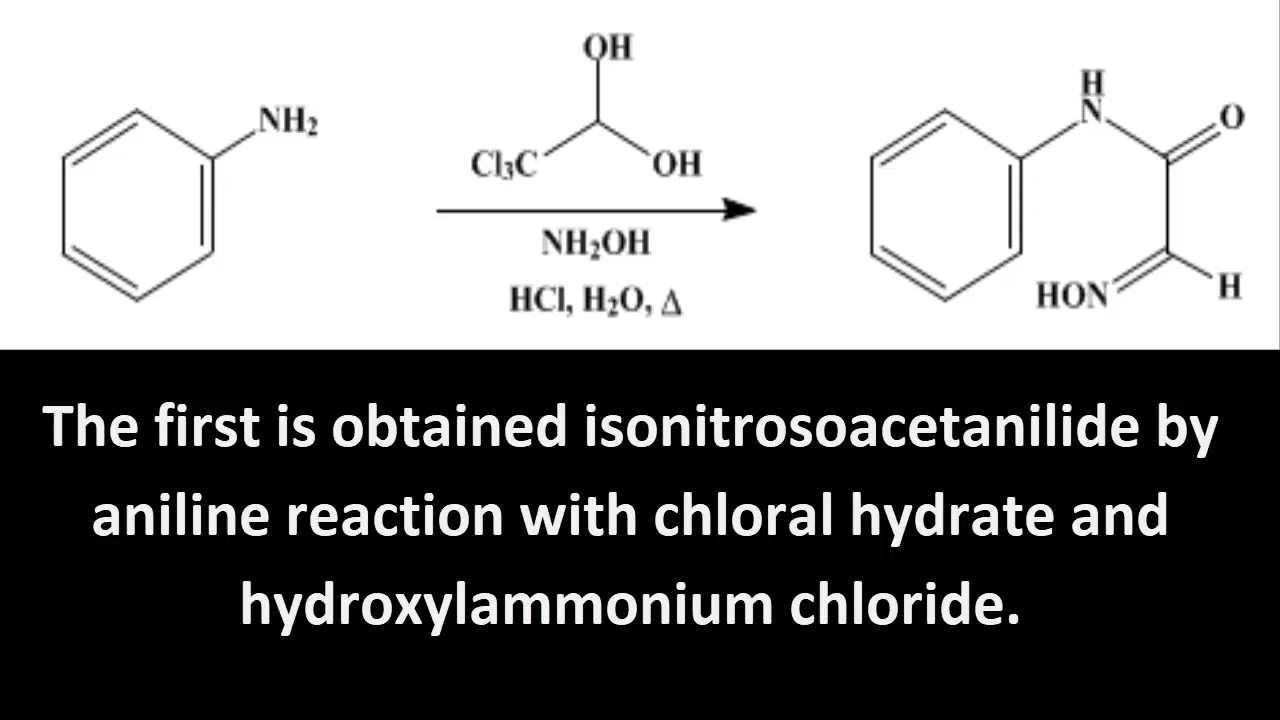 OH
NH₂
Cl₃C
OH
NH₂OH
HCl, H₂O, Δ
H
N
O
HON
H
The first is obtained isonitrosoacetanilide by
aniline reaction with chloral hydrate and
hydroxylammonium chloride.